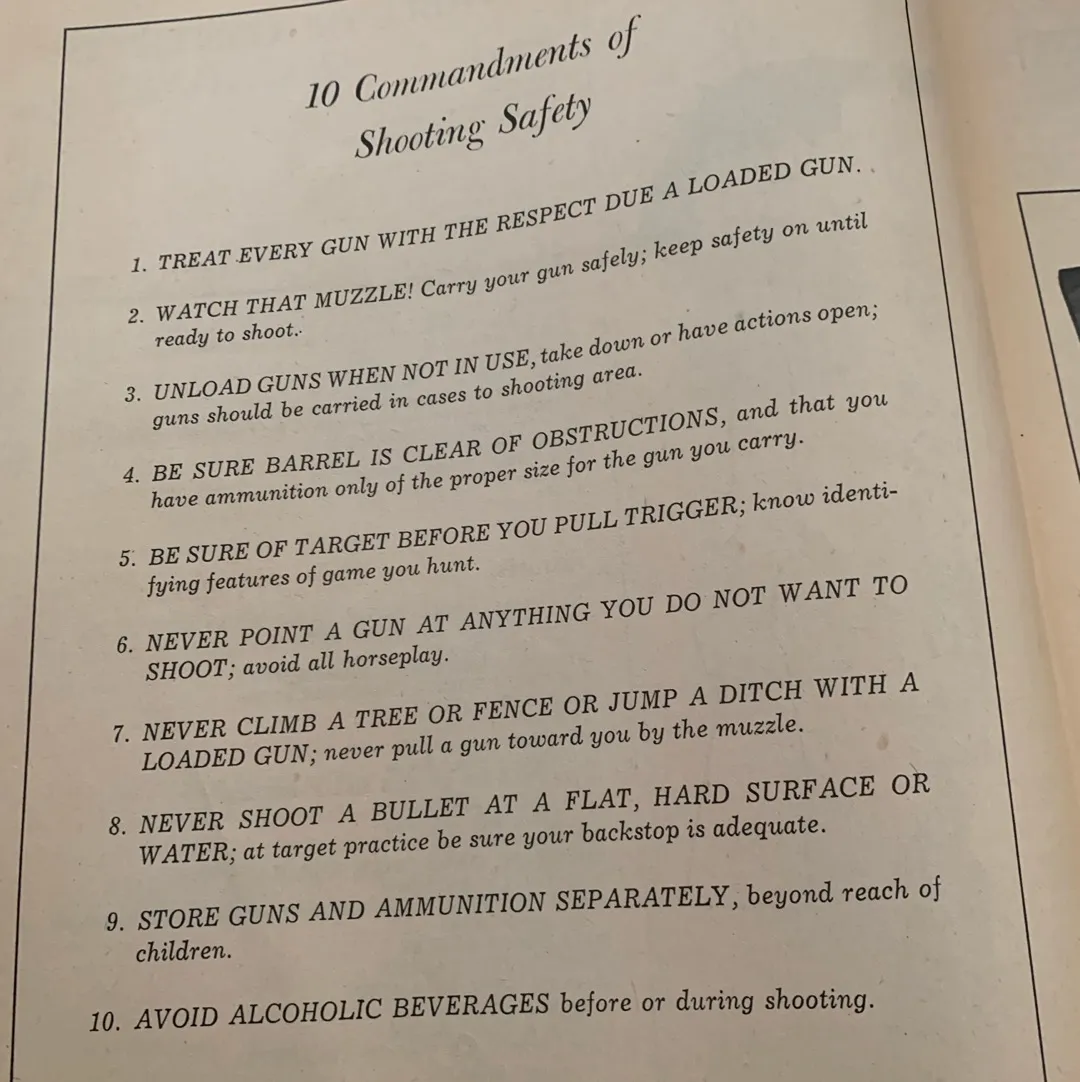 10 Commandments of
Shooting Safety
1. TREAT EVERY GUN WITH THE RESPECT DUE A LOADED GUN.
2. WATCH THAT MUZZLE! Carry your gun safely; keep safety on until
ready to shoot.
3. UNLOAD GUNS WHEN NOT IN USE, take down or have actions open;
guns should be carried in cases to shooting area.
4. BE SURE BARREL IS CLEAR OF OBSTRUCTIONS, and that you
have ammunition only of the proper size for the gun you carry.
5. BE SURE OF TARGET BEFORE YOU PULL TRIGGER; know identi-
fying features of game you hunt.
6. NEVER POINT A GUN AT ANYTHING YOU DO NOT WANT TO
SHOOT; avoid all horseplay.
7. NEVER CLIMB A TREE OR FENCE OR JUMP A DITCH WITH A
LOADED GUN; never pull a gun toward you by the muzzle.
8. NEVER SHOOT A BULLET AT A FLAT, HARD SURFACE OR
WATER; at target practice be sure your backstop is adequate.
9. STORE GUNS AND AMMUNITION SEPARATELY, beyond reach of
children.
10. AVOID ALCOHOLIC BEVERAGES before or during shooting.